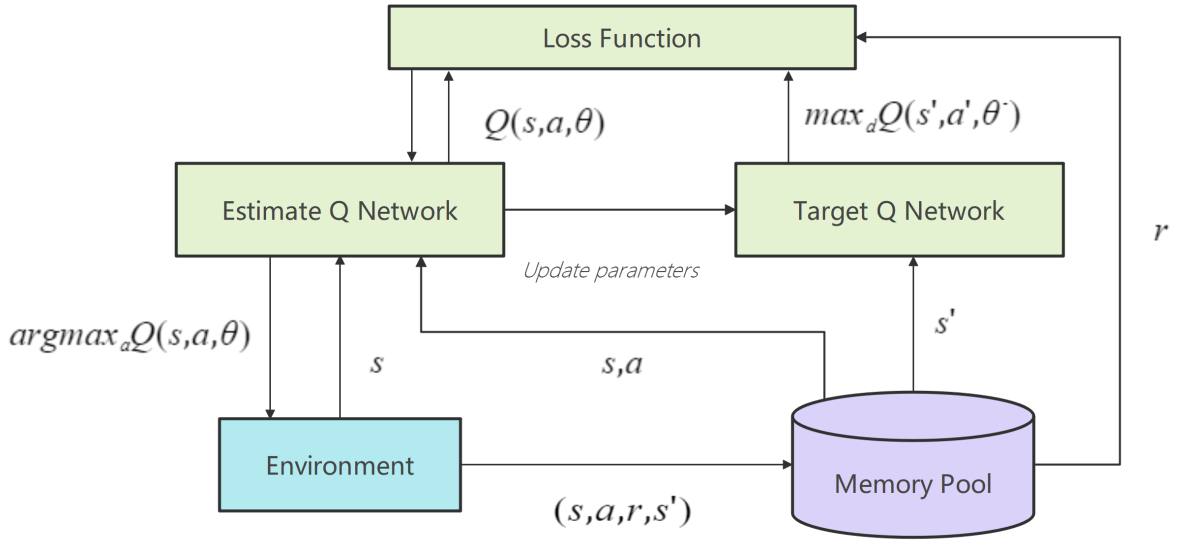 Loss Function
Q(s,a,θ)
max_dQ(s',a',θ⁻)
Estimate Q Network
Target Q Network
r
Update parameters
argmax_aQ(s,a,θ)
s
s,a
s'
Environment
Memory Pool
(s,a,r,s')